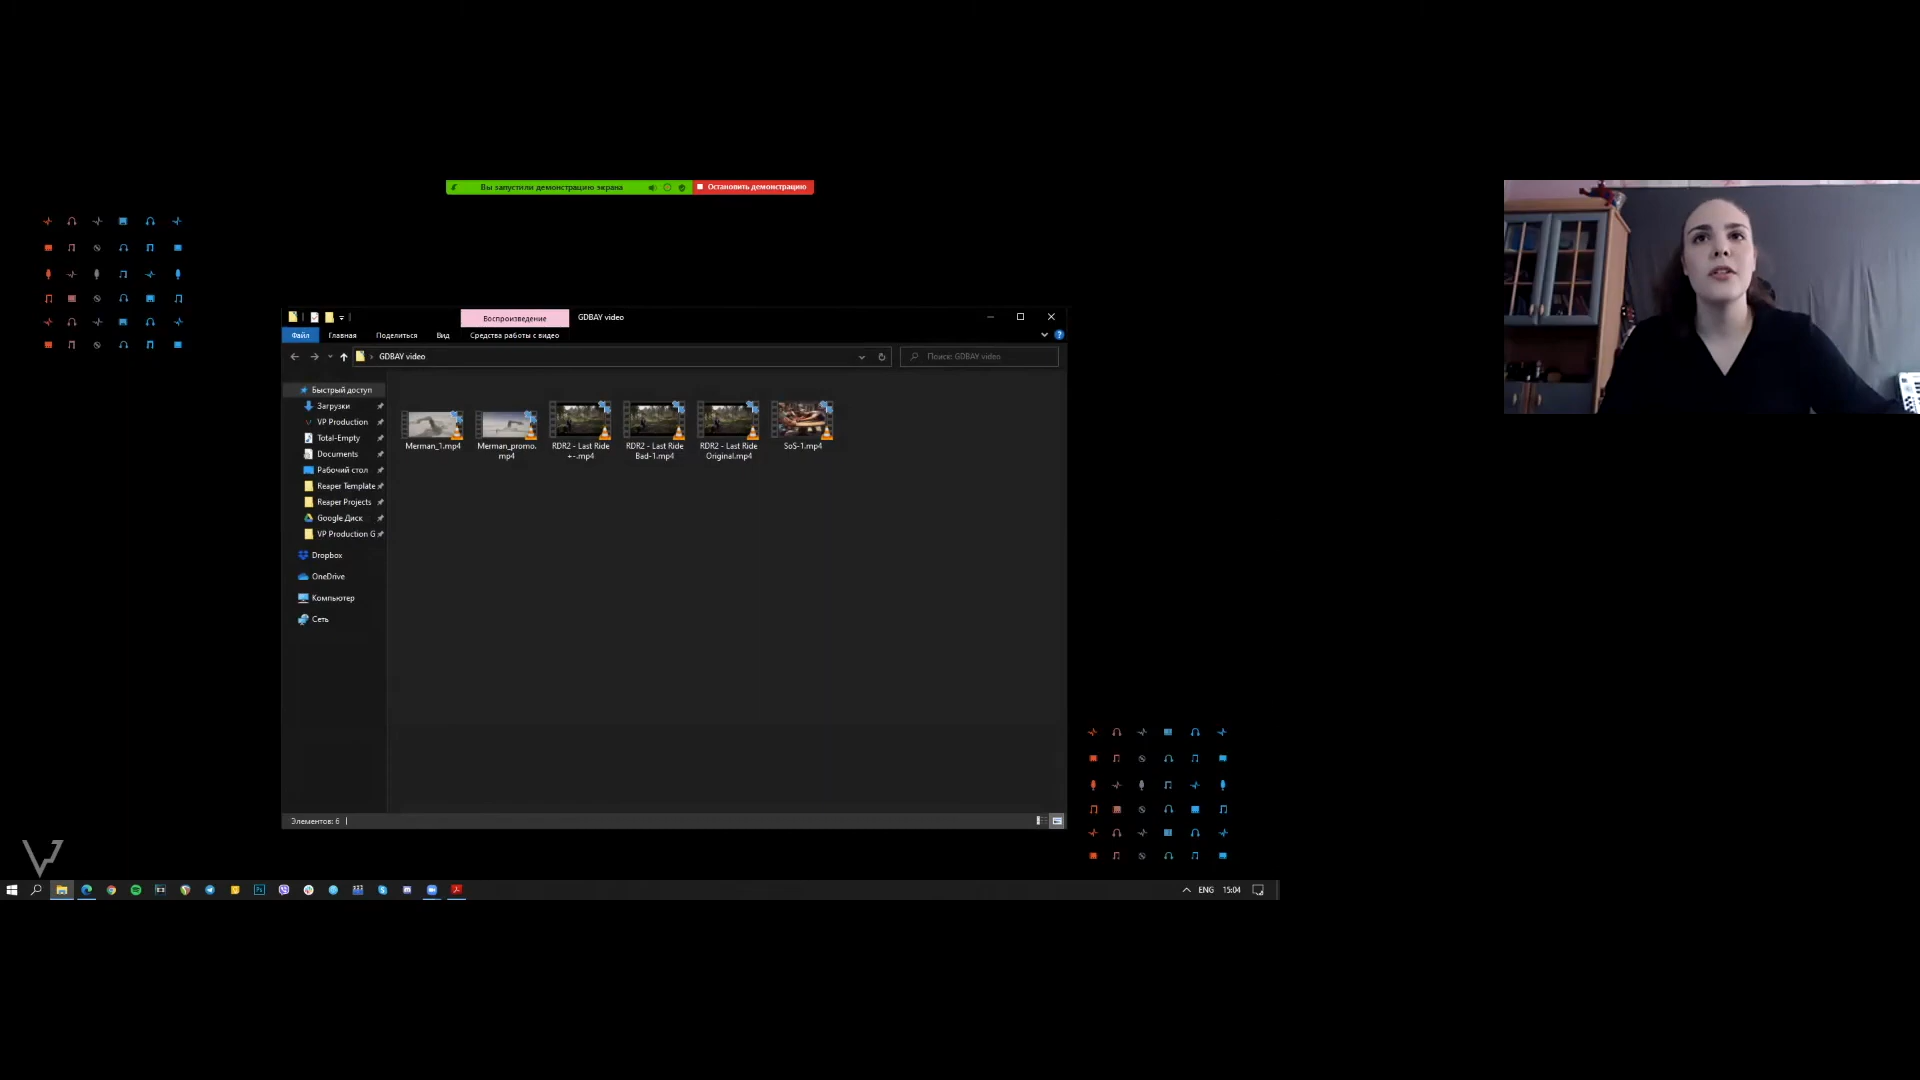 Вы запустили демонстрацию экрана
Остановить демонстрацию
Воспроизведение
GDBAY video
Файл
Главная
Поделиться
Вид
Средства работы с видео
GDBAY video
Поиск: GDBAY video
Быстрый доступ
Загрузки
VP Production
Total-Empty
Documents
Рабочий стол
Reaper Template
Reaper Projects
Google Диск
VP Production G
Dropbox
OneDrive
Компьютер
Сеть
Merman_1.mp4
Merman_promo.
mp4
RDR2 - Last Ride
+-.mp4
RDR2 - Last Ride
Bad-1.mp4
RDR2 - Last Ride
Original.mp4
SoS-1.mp4
Элементов: 6
ENG
15:04